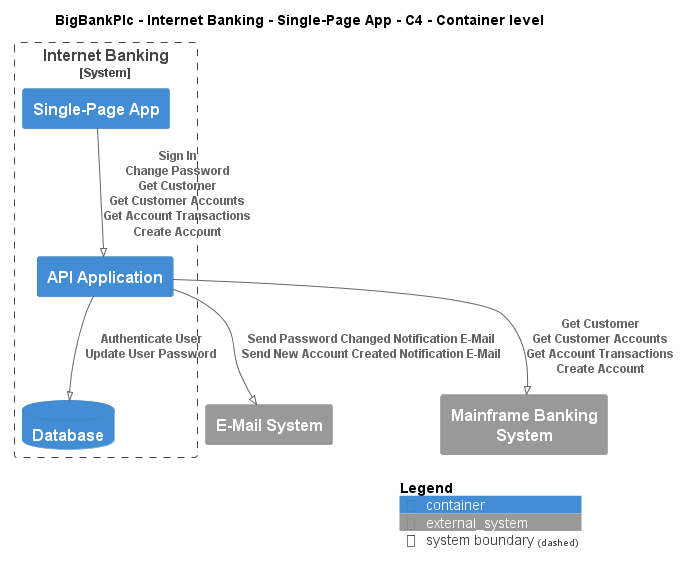 BigBankPlc - Internet Banking - Single-Page App - C4 - Container level
Internet Banking
[System]
Single-Page App
Sign In
Change Password
Get Customer
Get Customer Accounts
Get Account Transactions
Create Account
API Application
Authenticate User
Update User Password
Send Password Changed Notification E-Mail
Send New Account Created Notification E-Mail
Get Customer
Get Customer Accounts
Get Account Transactions
Create Account
Database
E-Mail System
Mainframe Banking
System
Legend
container
external_system
system boundary (dashed)